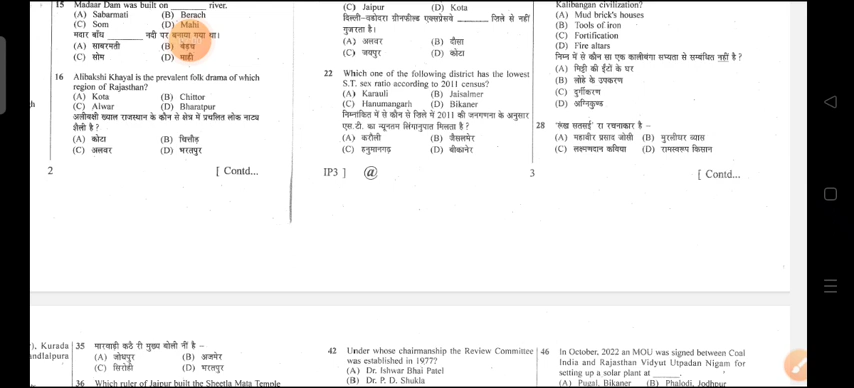 15 Madaar Dam was built on ______ river.
(A) Sabarmati (B) Berach
(C) Som (D) Mahi
मदार बाँध ______ नदी पर बनाया गया था।
(A) साबरमती (B) बेड़च
(C) सोम (D) माही
16 Alibakshi Khayal is the prevalent folk drama of which
region of Rajasthan?
(A) Kota (B) Chittor
(C) Alwar (D) Bharatpur
अलीबक्षी ख्याल राजस्थान के कौन से क्षेत्र में प्रचलित लोक नाट्य
शैली है ?
(A) कोटा (B) चित्तौड़
(C) अलवर (D) भरतपुर
2 [ Contd...
(C) Jaipur (D) Kota
दिल्ली-वडोदरा ग्रीनफील्ड एक्सप्रेसवे ______ जिले से नहीं
गुजरता है।
(A) अलवर (B) दौसा
(C) जयपुर (D) कोटा
22 Which one of the following district has the lowest
S.T. sex ratio according to 2011 census?
(A) Karauli (B) Jaisalmer
(C) Hanumangarh (D) Bikaner
निम्नांकित में से कौन से जिले में 2011 की जनगणना के अनुसार
एस.टी. का न्यूनतम लिंगानुपात मिलता है ?
(A) करौली (B) जैसलमेर
(C) हनुमानगढ़ (D) बीकानेर
IP3 ] @ 3
Kalibangan civilization?
(A) Mud brick's houses
(B) Tools of iron
(C) Fortification
(D) Fire altars
निम्न में से कौन सा एक कालीबंगा सभ्यता से सम्बंधित नहीं है ?
(A) मिट्टी की ईंटों के घर
(B) लोहे के उपकरण
(C) दुर्गीकरण
(D) अग्निकुण्ड
28 'रुंख सतसई' रा रचनाकार है –
(A) महावीर प्रसाद जोशी (B) मुरलीधर व्यास
(C) लक्ष्मणदान कविया (D) रामस्वरूप किसान
[ Contd...
), Kurada
andlaipura
35 मारवाड़ी कठै री मुख्य बोली नीं है –
(A) जोधपुर (B) अजमेर
(C) सिरोही (D) भरतपुर
36 Which ruler of Jaipur built the Sheetla Mata Temple
42 Under whose chairmanship the Review Committee
was established in 1977?
(A) Dr. Ishwar Bhai Patel
(B) Dr. P. D. Shukla
46 In October, 2022 an MOU was signed between Coal
India and Rajasthan Vidyut Utpadan Nigam for
setting up a solar plant at ______.
(A) Pugal, Bikaner (B) Phalodi, Jodhpur